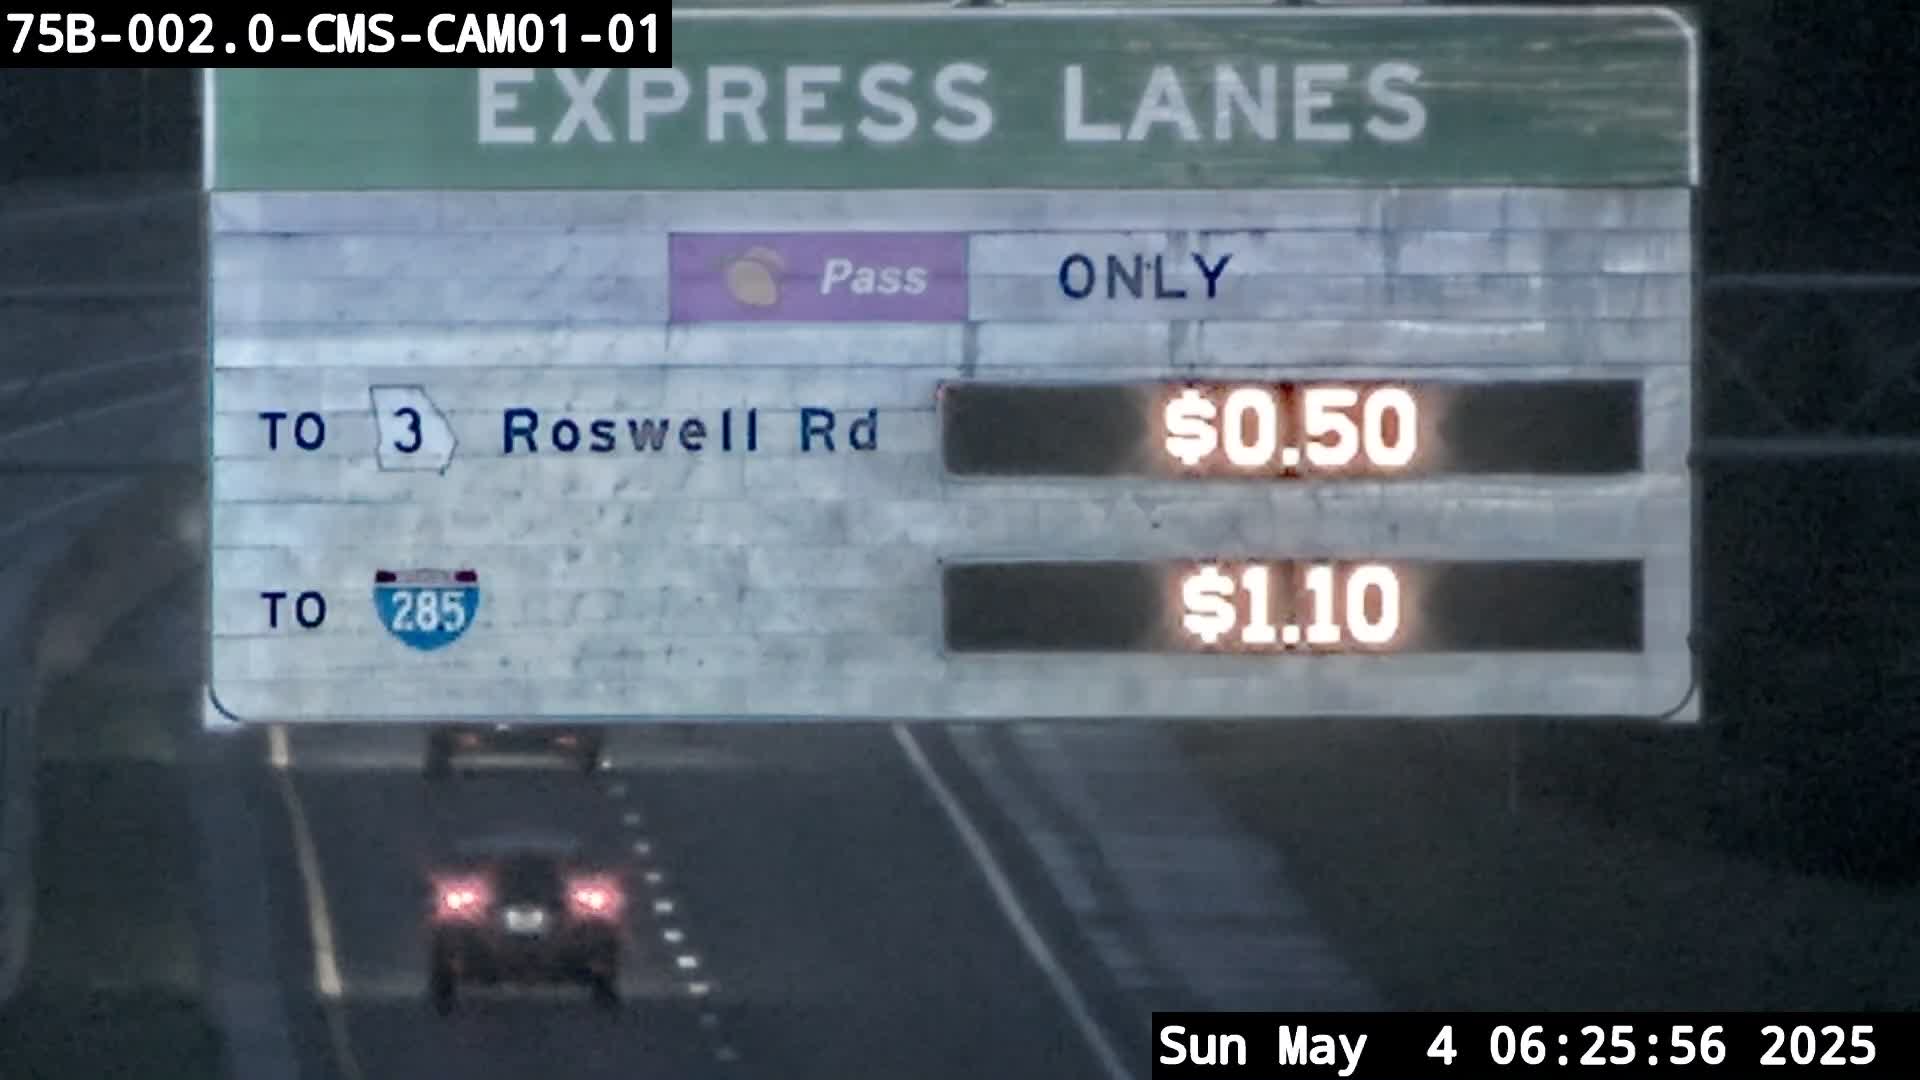 75B-002.0-CMS-CAM01-01
EXPRESS LANES
Pass ONLY
TO 3 Roswell Rd $0.50
TO 285 $1.10
Sun May 4 06:25:56 2025